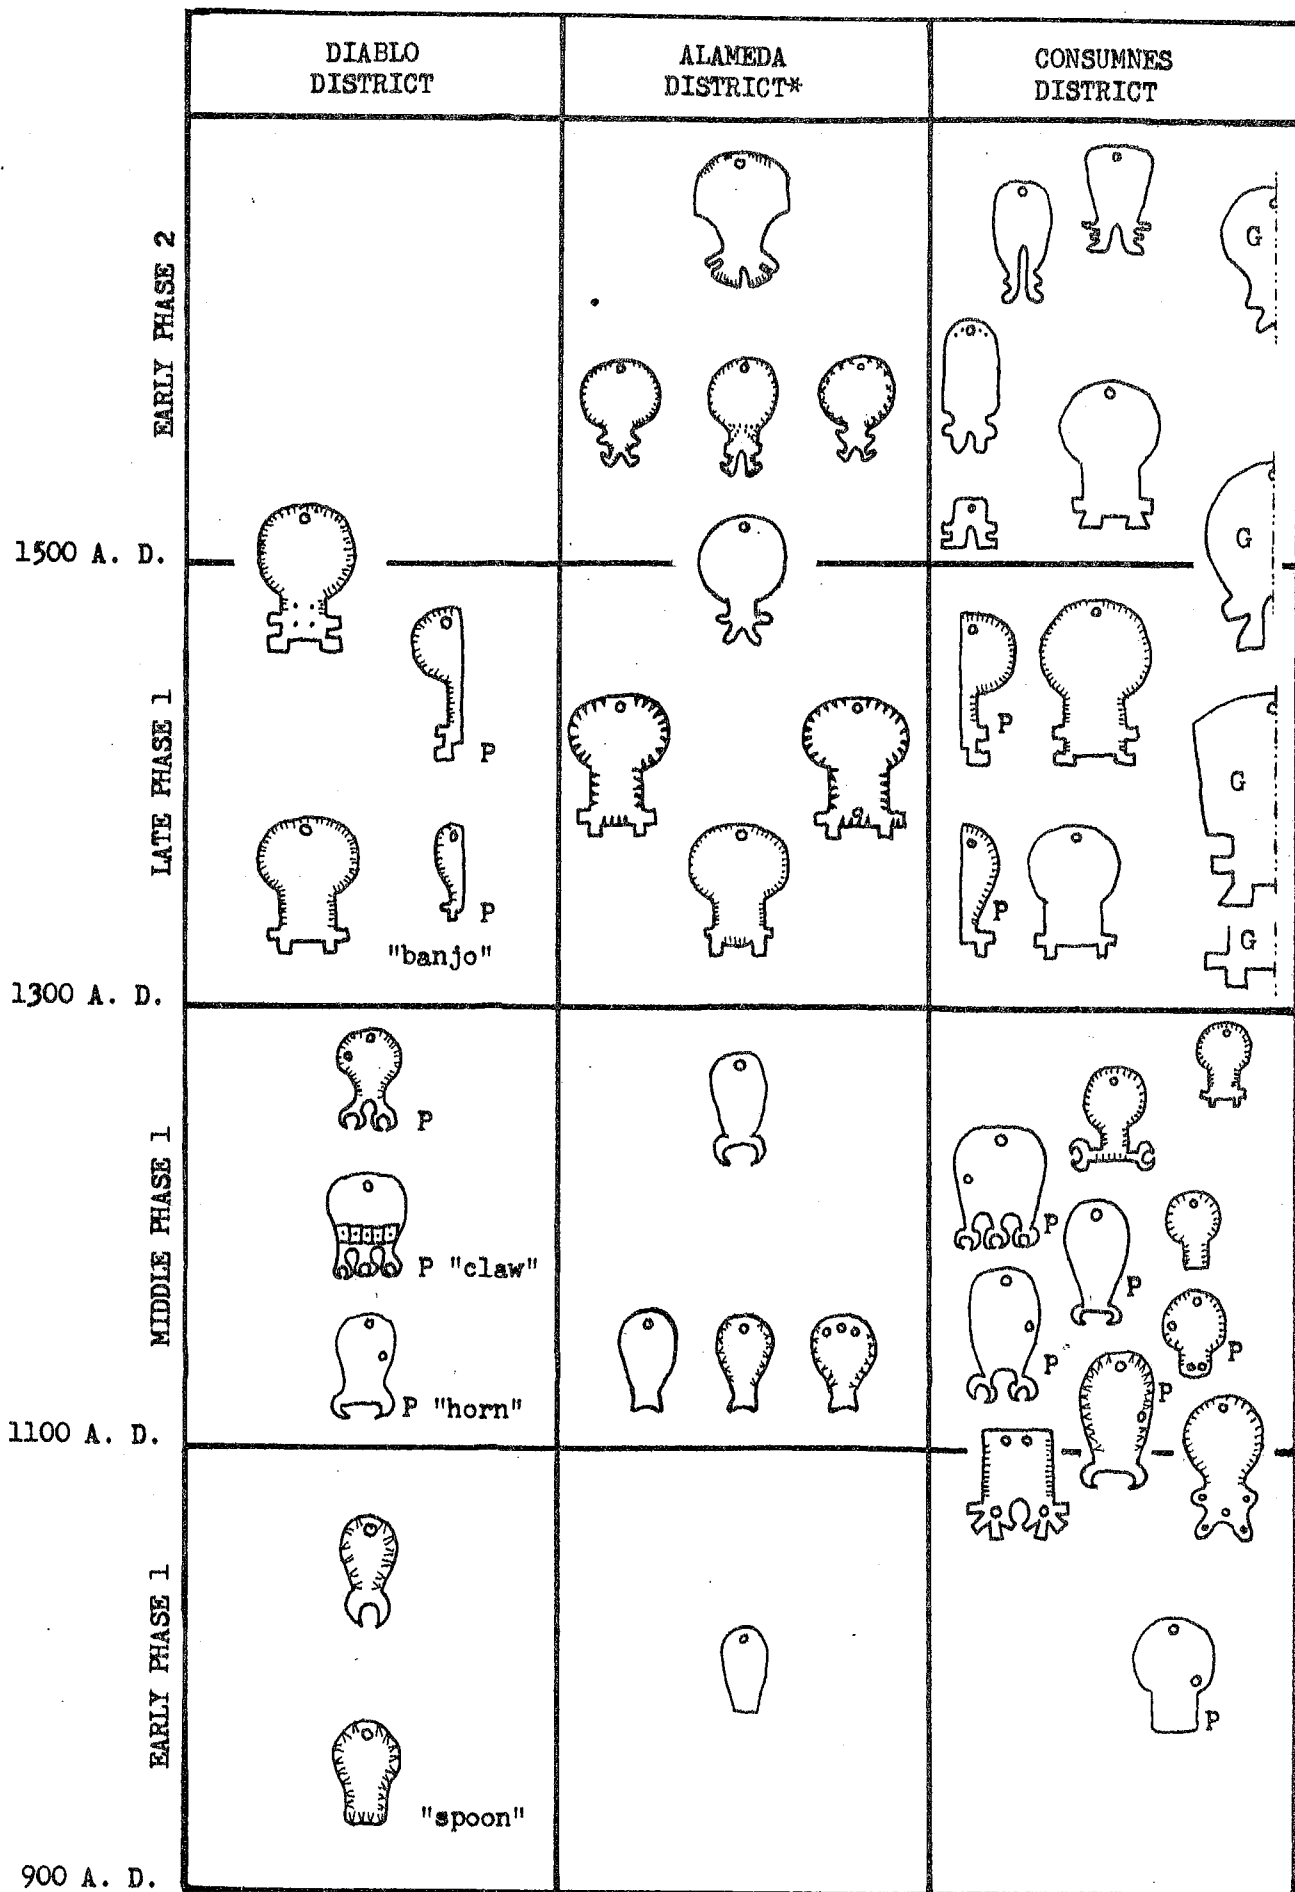 DIABLO
DISTRICT
ALAMEDA
DISTRICT*
CONSUMNES
DISTRICT
EARLY PHASE 2
G
1500 A. D.
G
LATE PHASE 1
P
P
G
P
P
G
"banjo"
1300 A. D.
MIDDLE PHASE 1
P
P
P
P "claw"
P
P
P
P "horn"
1100 A. D.
EARLY PHASE 1
P
"spoon"
900 A. D.